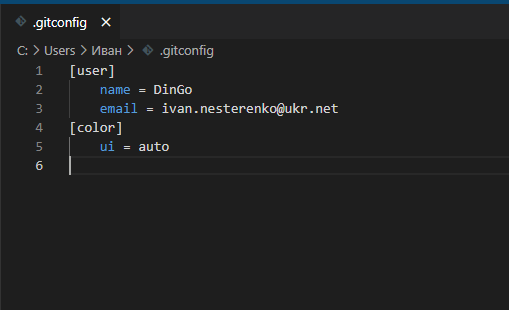 .gitconfig
C: > Users > Иван > .gitconfig
1 [user]
2     name = DinGo
3     email = ivan.nesterenko@ukr.net
4 [color]
5     ui = auto
6